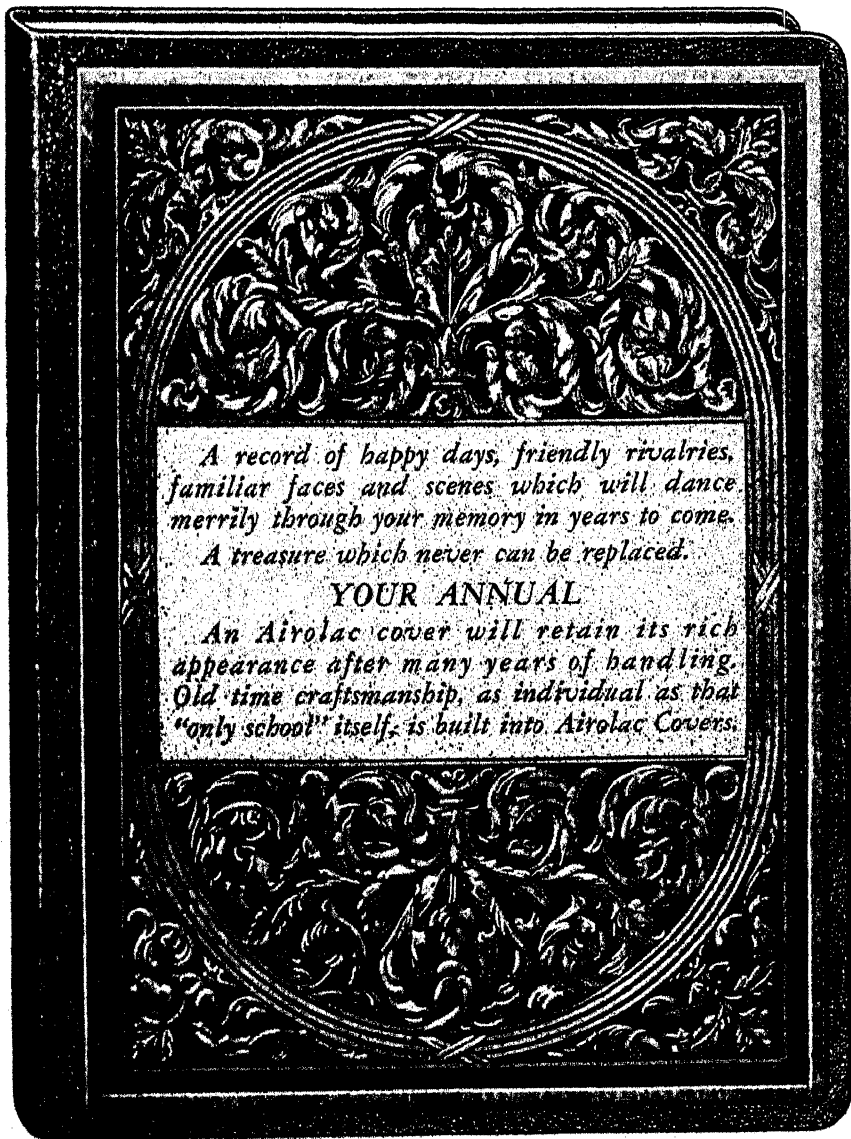 A record of happy days, friendly rivalries,
familiar faces and scenes which will dance
merrily through your memory in years to come.
A treasure which never can be replaced.
YOUR ANNUAL
An Airolac cover will retain its rich
appearance after many years of handling.
Old time craftsmanship, as individual as that
"only school" itself, is built into Airolac Covers.